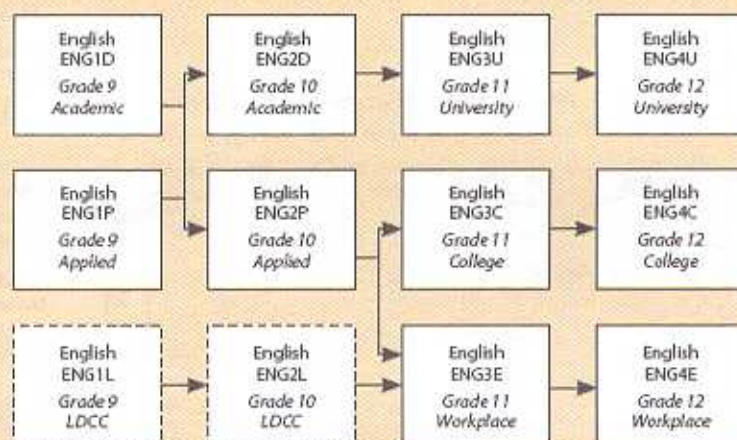 English
ENG1D
Grade 9
Academic
English
ENG2D
Grade 10
Academic
English
ENG3U
Grade 11
University
English
ENG4U
Grade 12
University
English
ENG1P
Grade 9
Applied
English
ENG2P
Grade 10
Applied
English
ENG3C
Grade 11
College
English
ENG4C
Grade 12
College
English
ENG1L
Grade 9
LDCC
English
ENG2L
Grade 10
LDCC
English
ENG3E
Grade 11
Workplace
English
ENG4E
Grade 12
Workplace